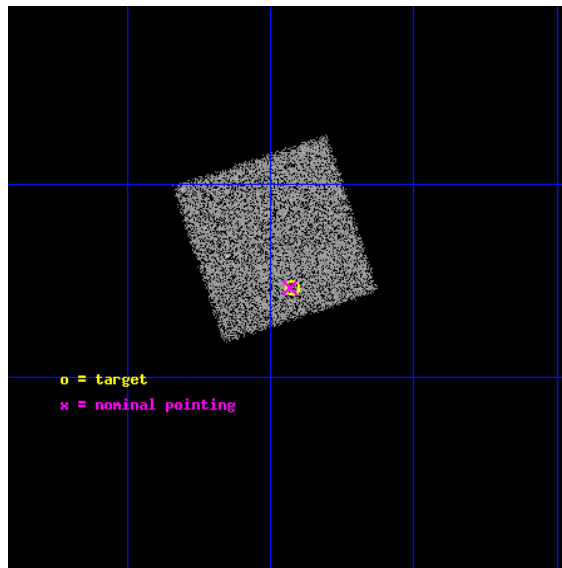 o = target
x = nominal pointing